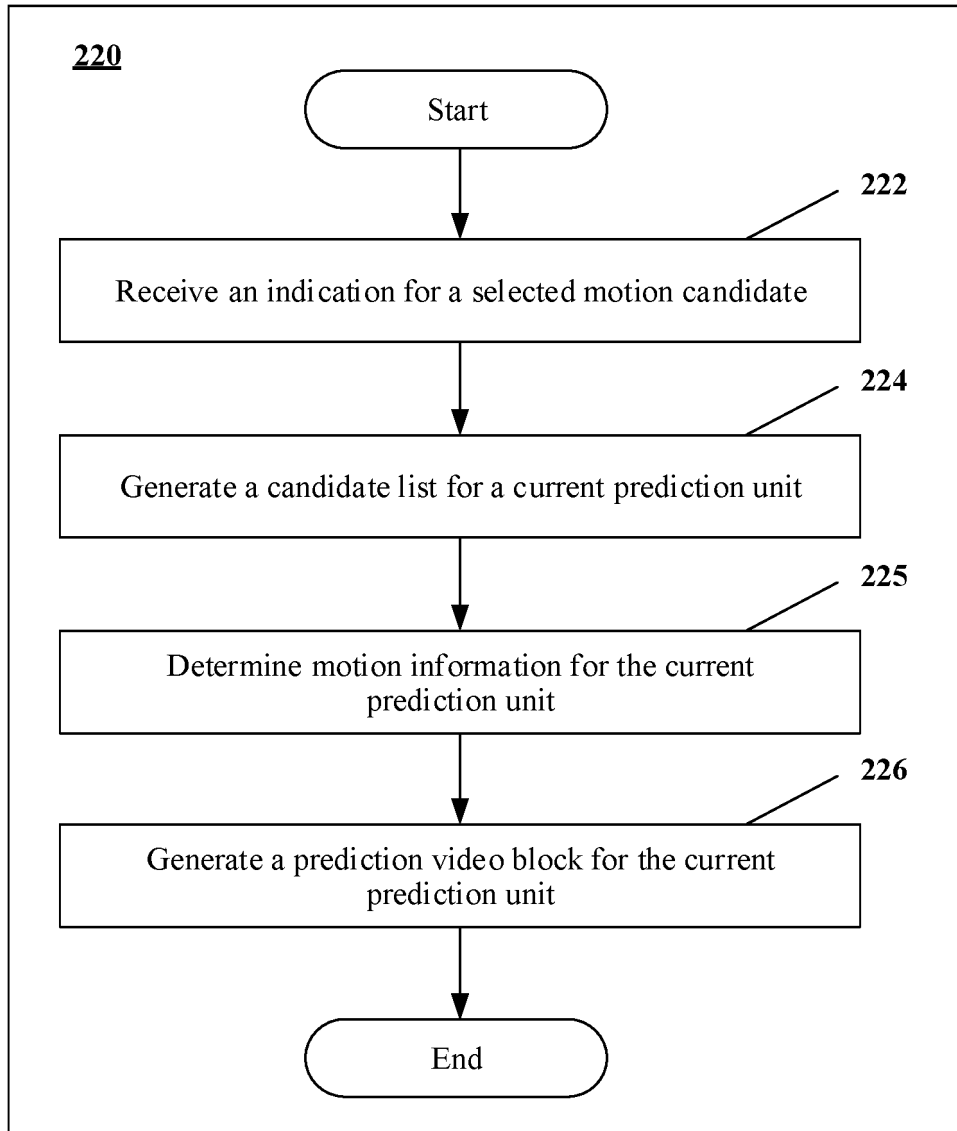 220
Start
222
Receive an indication for a selected motion candidate
224
Generate a candidate list for a current prediction unit
225
Determine motion information for the current
prediction unit
226
Generate a prediction video block for the current
prediction unit
End